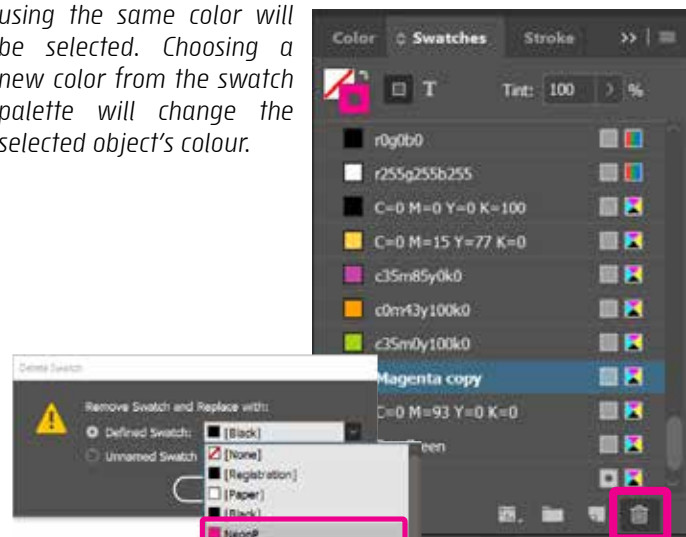 using the same color will
be selected. Choosing a
new color from the swatch
palette will change the
selected object's colour.
Color Swatches Stroke >>
T Tint: 100 > %
r0g0b0
r255g255b255
C=0 M=0 Y=0 K=100
C=0 M=15 Y=77 K=0
c35m85y0k0
c0m43y100k0
c35m0y100k0
Magenta copy
C=0 M=93 Y=0 K=0
een
Delete Swatch
Remove Swatch and Replace with:
Defined Swatch: [Black]
Unnamed Swatch
[None]
[Registration]
[Paper]
[Black]
NeonP